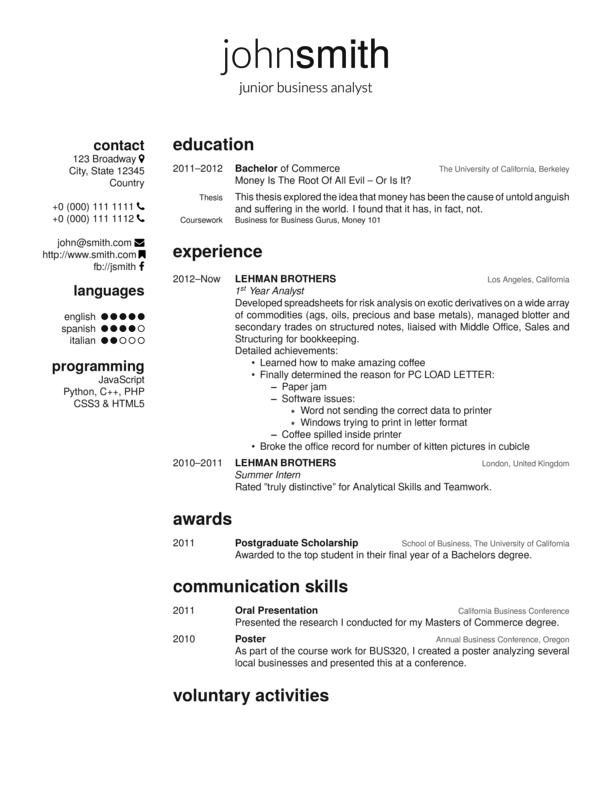 johnsmith
junior business analyst
contact
123 Broadway
City, State 12345
Country
+0 (000) 111 1111
+0 (000) 111 1112
john@smith.com
http://www.smith.com
fb://jsmith
languages
english ●●●●●
spanish ●●●●○
italian ●●○○○
programming
JavaScript
Python, C++, PHP
CSS3 & HTML5
education
2011–2012 Bachelor of Commerce The University of California, Berkeley
Money Is The Root Of All Evil – Or Is It?
Thesis This thesis explored the idea that money has been the cause of untold anguish
and suffering in the world. I found that it has, in fact, not.
Coursework Business for Business Gurus, Money 101
experience
2012–Now LEHMAN BROTHERS Los Angeles, California
1st Year Analyst
Developed spreadsheets for risk analysis on exotic derivatives on a wide array
of commodities (ags, oils, precious and base metals), managed blotter and
secondary trades on structured notes, liaised with Middle Office, Sales and
Structuring for bookkeeping.
Detailed achievements:
• Learned how to make amazing coffee
• Finally determined the reason for PC LOAD LETTER:
– Paper jam
– Software issues:
* Word not sending the correct data to printer
* Windows trying to print in letter format
– Coffee spilled inside printer
• Broke the office record for number of kitten pictures in cubicle
2010–2011 LEHMAN BROTHERS London, United Kingdom
Summer Intern
Rated "truly distinctive" for Analytical Skills and Teamwork.
awards
2011 Postgraduate Scholarship School of Business, The University of California
Awarded to the top student in their final year of a Bachelors degree.
communication skills
2011 Oral Presentation California Business Conference
Presented the research I conducted for my Masters of Commerce degree.
2010 Poster Annual Business Conference, Oregon
As part of the course work for BUS320, I created a poster analyzing several
local businesses and presented this at a conference.
voluntary activities